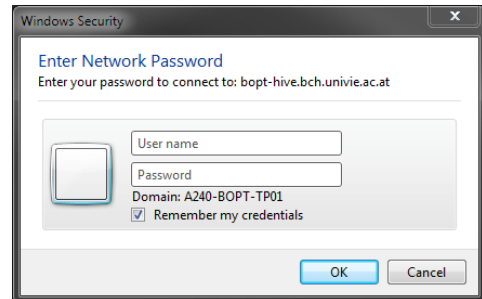 Windows Security
x
Enter Network Password
Enter your password to connect to: bopt-hive.bch.univie.ac.at
User name
Password
Domain: A240-BOPT-TP01
Remember my credentials
OK
Cancel